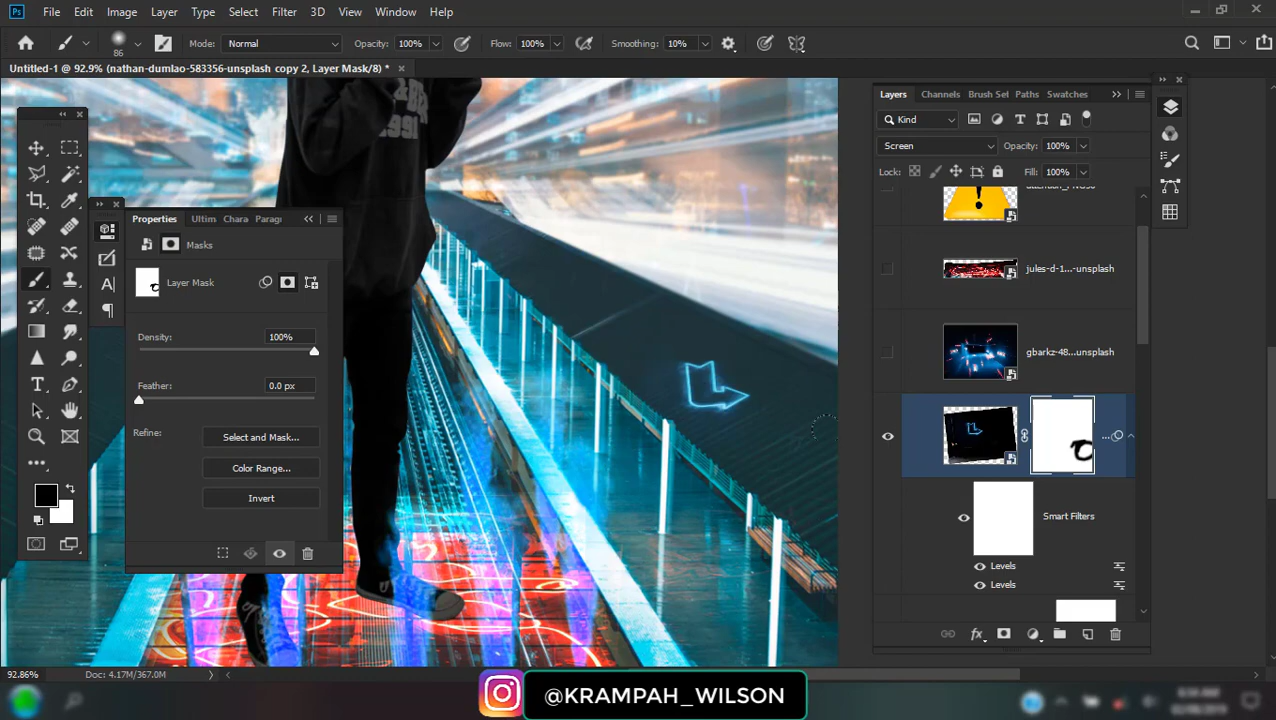 Ps File Edit Image Layer Type Select Filter 3D View Window Help
86 Mode: Normal Opacity: 100% Flow: 100% Smoothing: 10%
Untitled-1 @ 92.9% (nathan-dumlao-583356-unsplash copy 2, Layer Mask/8) * ×
Properties Ultim Chara Paragr
Masks
Layer Mask
Density: 100%
Feather: 0.0 px
Refine: Select and Mask...
Color Range...
Invert
1991
Layers Channels Brush Set Paths Swatches
Kind
Screen Opacity: 100%
Lock: Fill: 100%
jules-d-1...-unsplash
gbarkz-48...unsplash
Smart Filters
Levels
Levels
92.86% Doc: 4.17M/367.0M
@KRAMPAH_WILSON